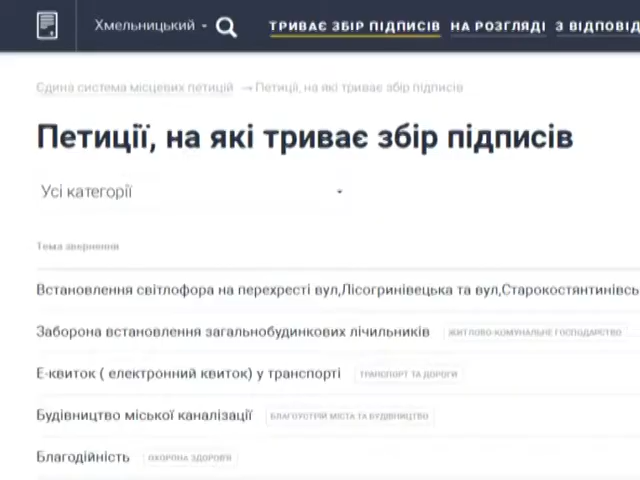 Хмельницький
ТРИВАЄ ЗБІР ПІДПИСІВ НА РОЗГЛЯДІ З ВІДПОВІД
Єдина система місцевих петицій → Петиції, на які триває збір підписів
Петиції, на які триває збір підписів
Усі категорії
Тема звернення
Встановлення світлофора на перехресті вул,Лісогринівецька та вул,Старокостянтинівсь
Заборона встановлення загальнобудинкових лічильників ЖИТЛОВО-КОМУНАЛЬНЕ ГОСПОДАРСТВО
Е-квиток ( електронний квиток) у транспорті ТРАНСПОРТ ТА ДОРОГИ
Будівництво міської каналізації БЛАГОУСТРІЙ МІСТА ТА БУДІВНИЦТВО
Благодійність ОХОРОНА ЗДОРОВ'Я